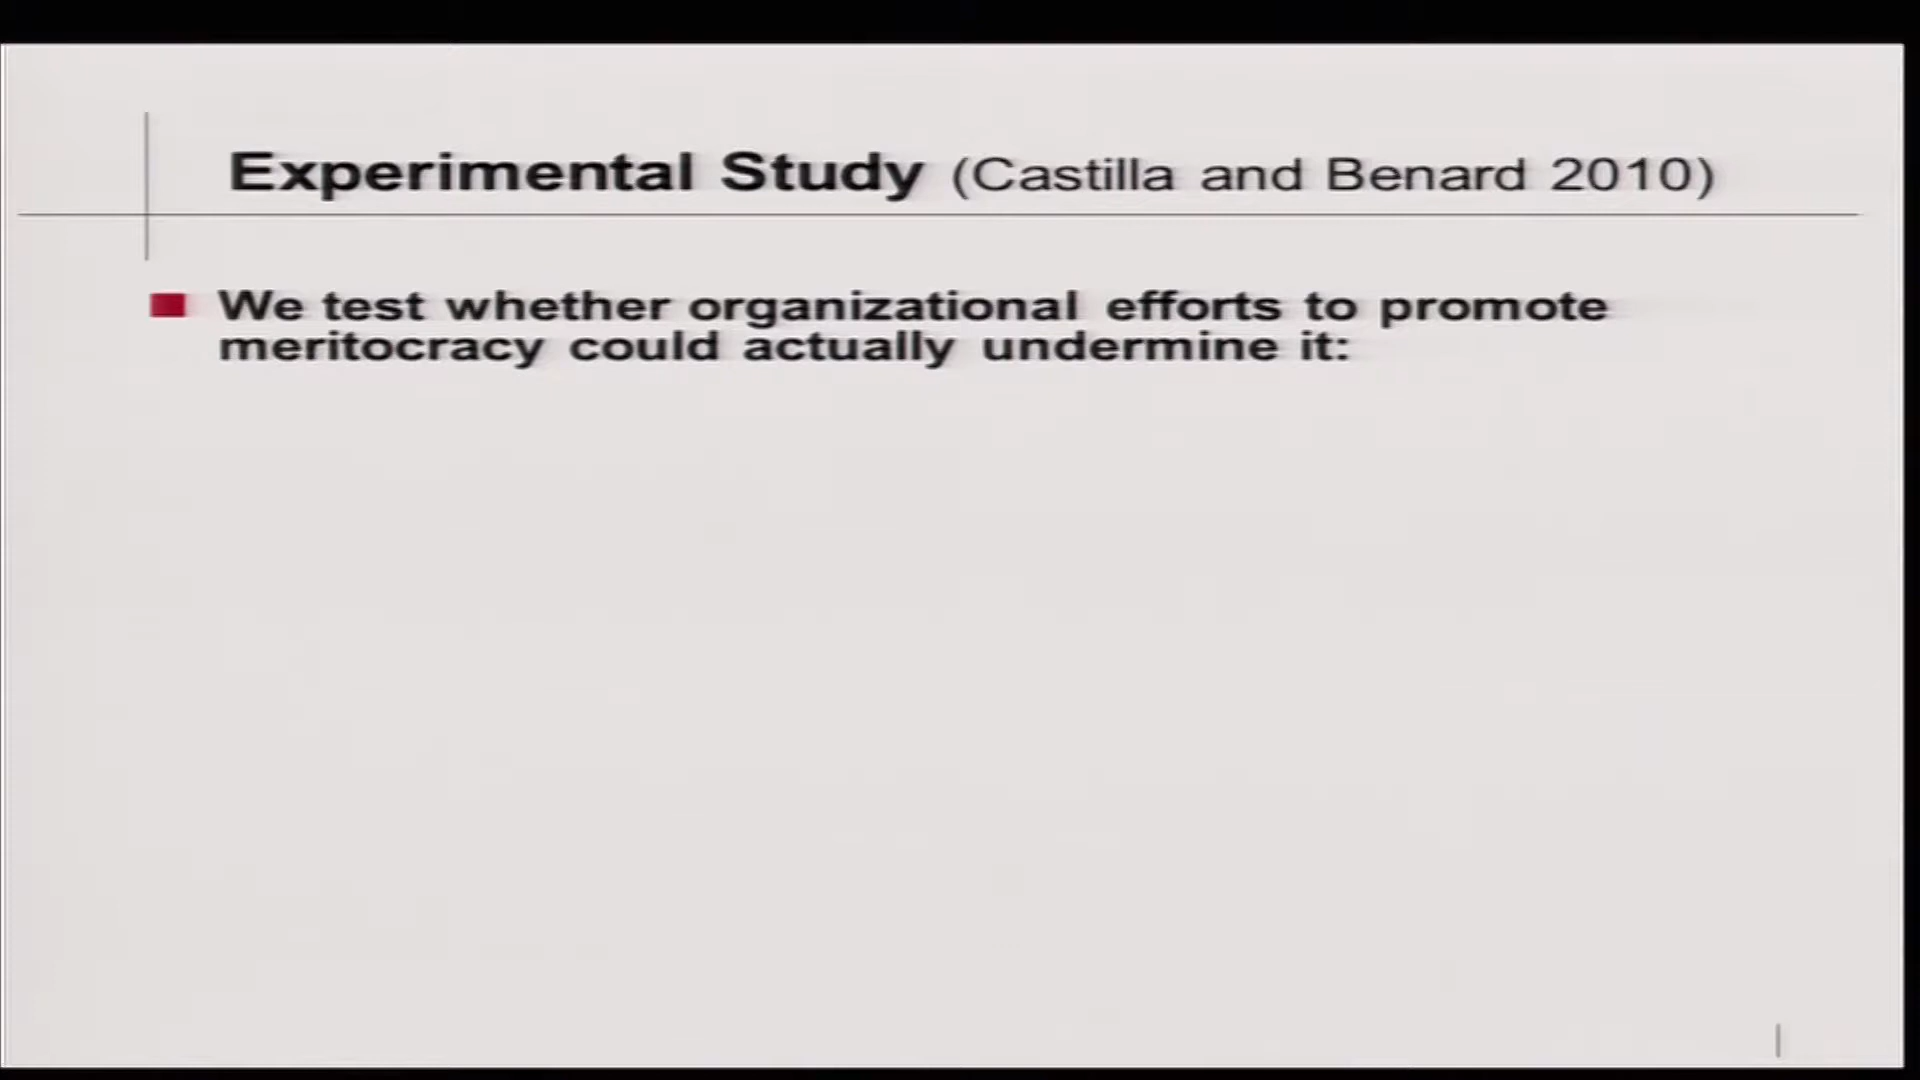 Experimental Study (Castilla and Benard 2010)
We test whether organizational efforts to promote
meritocracy could actually undermine it: